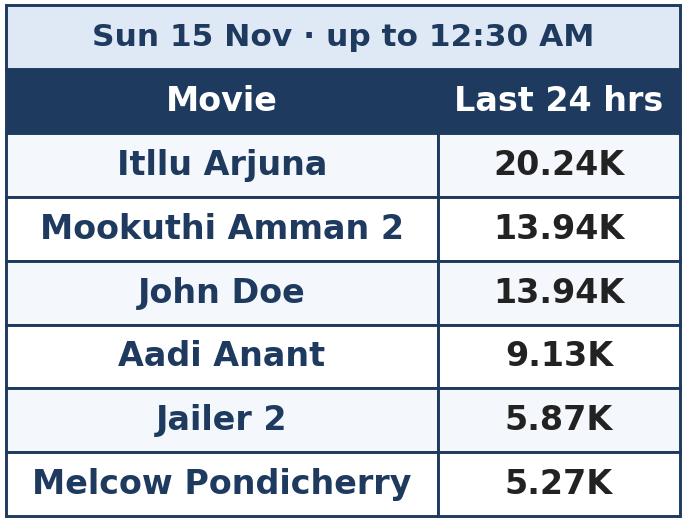 Sun 15 Nov · up to 12:30 AM
Movie Last 24 hrs
Itllu Arjuna 20.24K
Mookuthi Amman 2 13.94K
John Doe 13.94K
Aadi Anant 9.13K
Jailer 2 5.87K
Melcow Pondicherry 5.27K